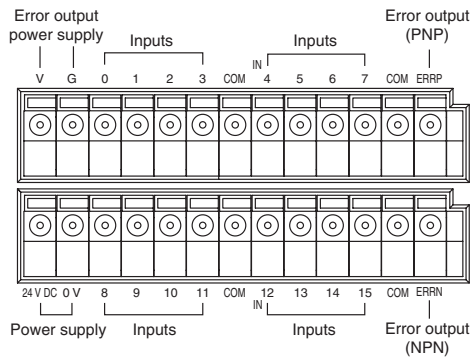 Error output
power supply
Inputs
Inputs
Error output
(PNP)
V G 0 1 2 3 COM IN 4 5 6 7 COM ERRP
24 V DC 0 V 8 9 10 11 COM IN 12 13 14 15 COM ERRN
Power supply
Inputs
Inputs
Error output
(NPN)